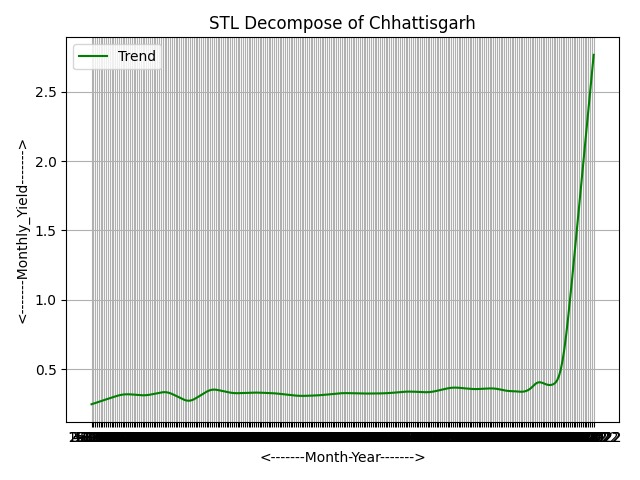 STL Decompose of Chhattisgarh
Trend
<------Monthly_Yield------->
2.5
2.0
1.5
1.0
0.5
<-------Month-Year------->